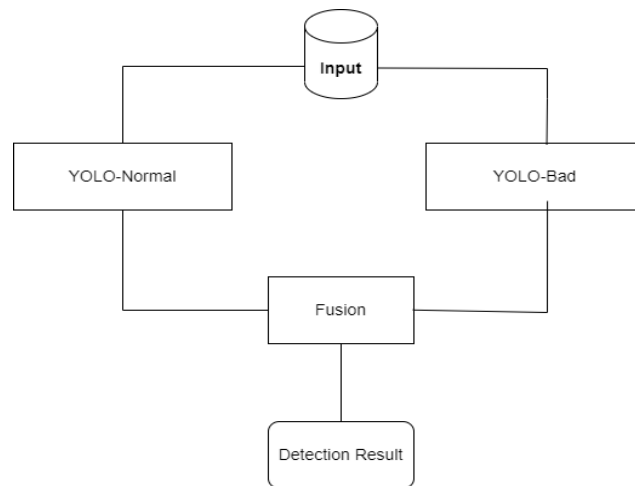 Input
YOLO-Normal
YOLO-Bad
Fusion
Detection Result